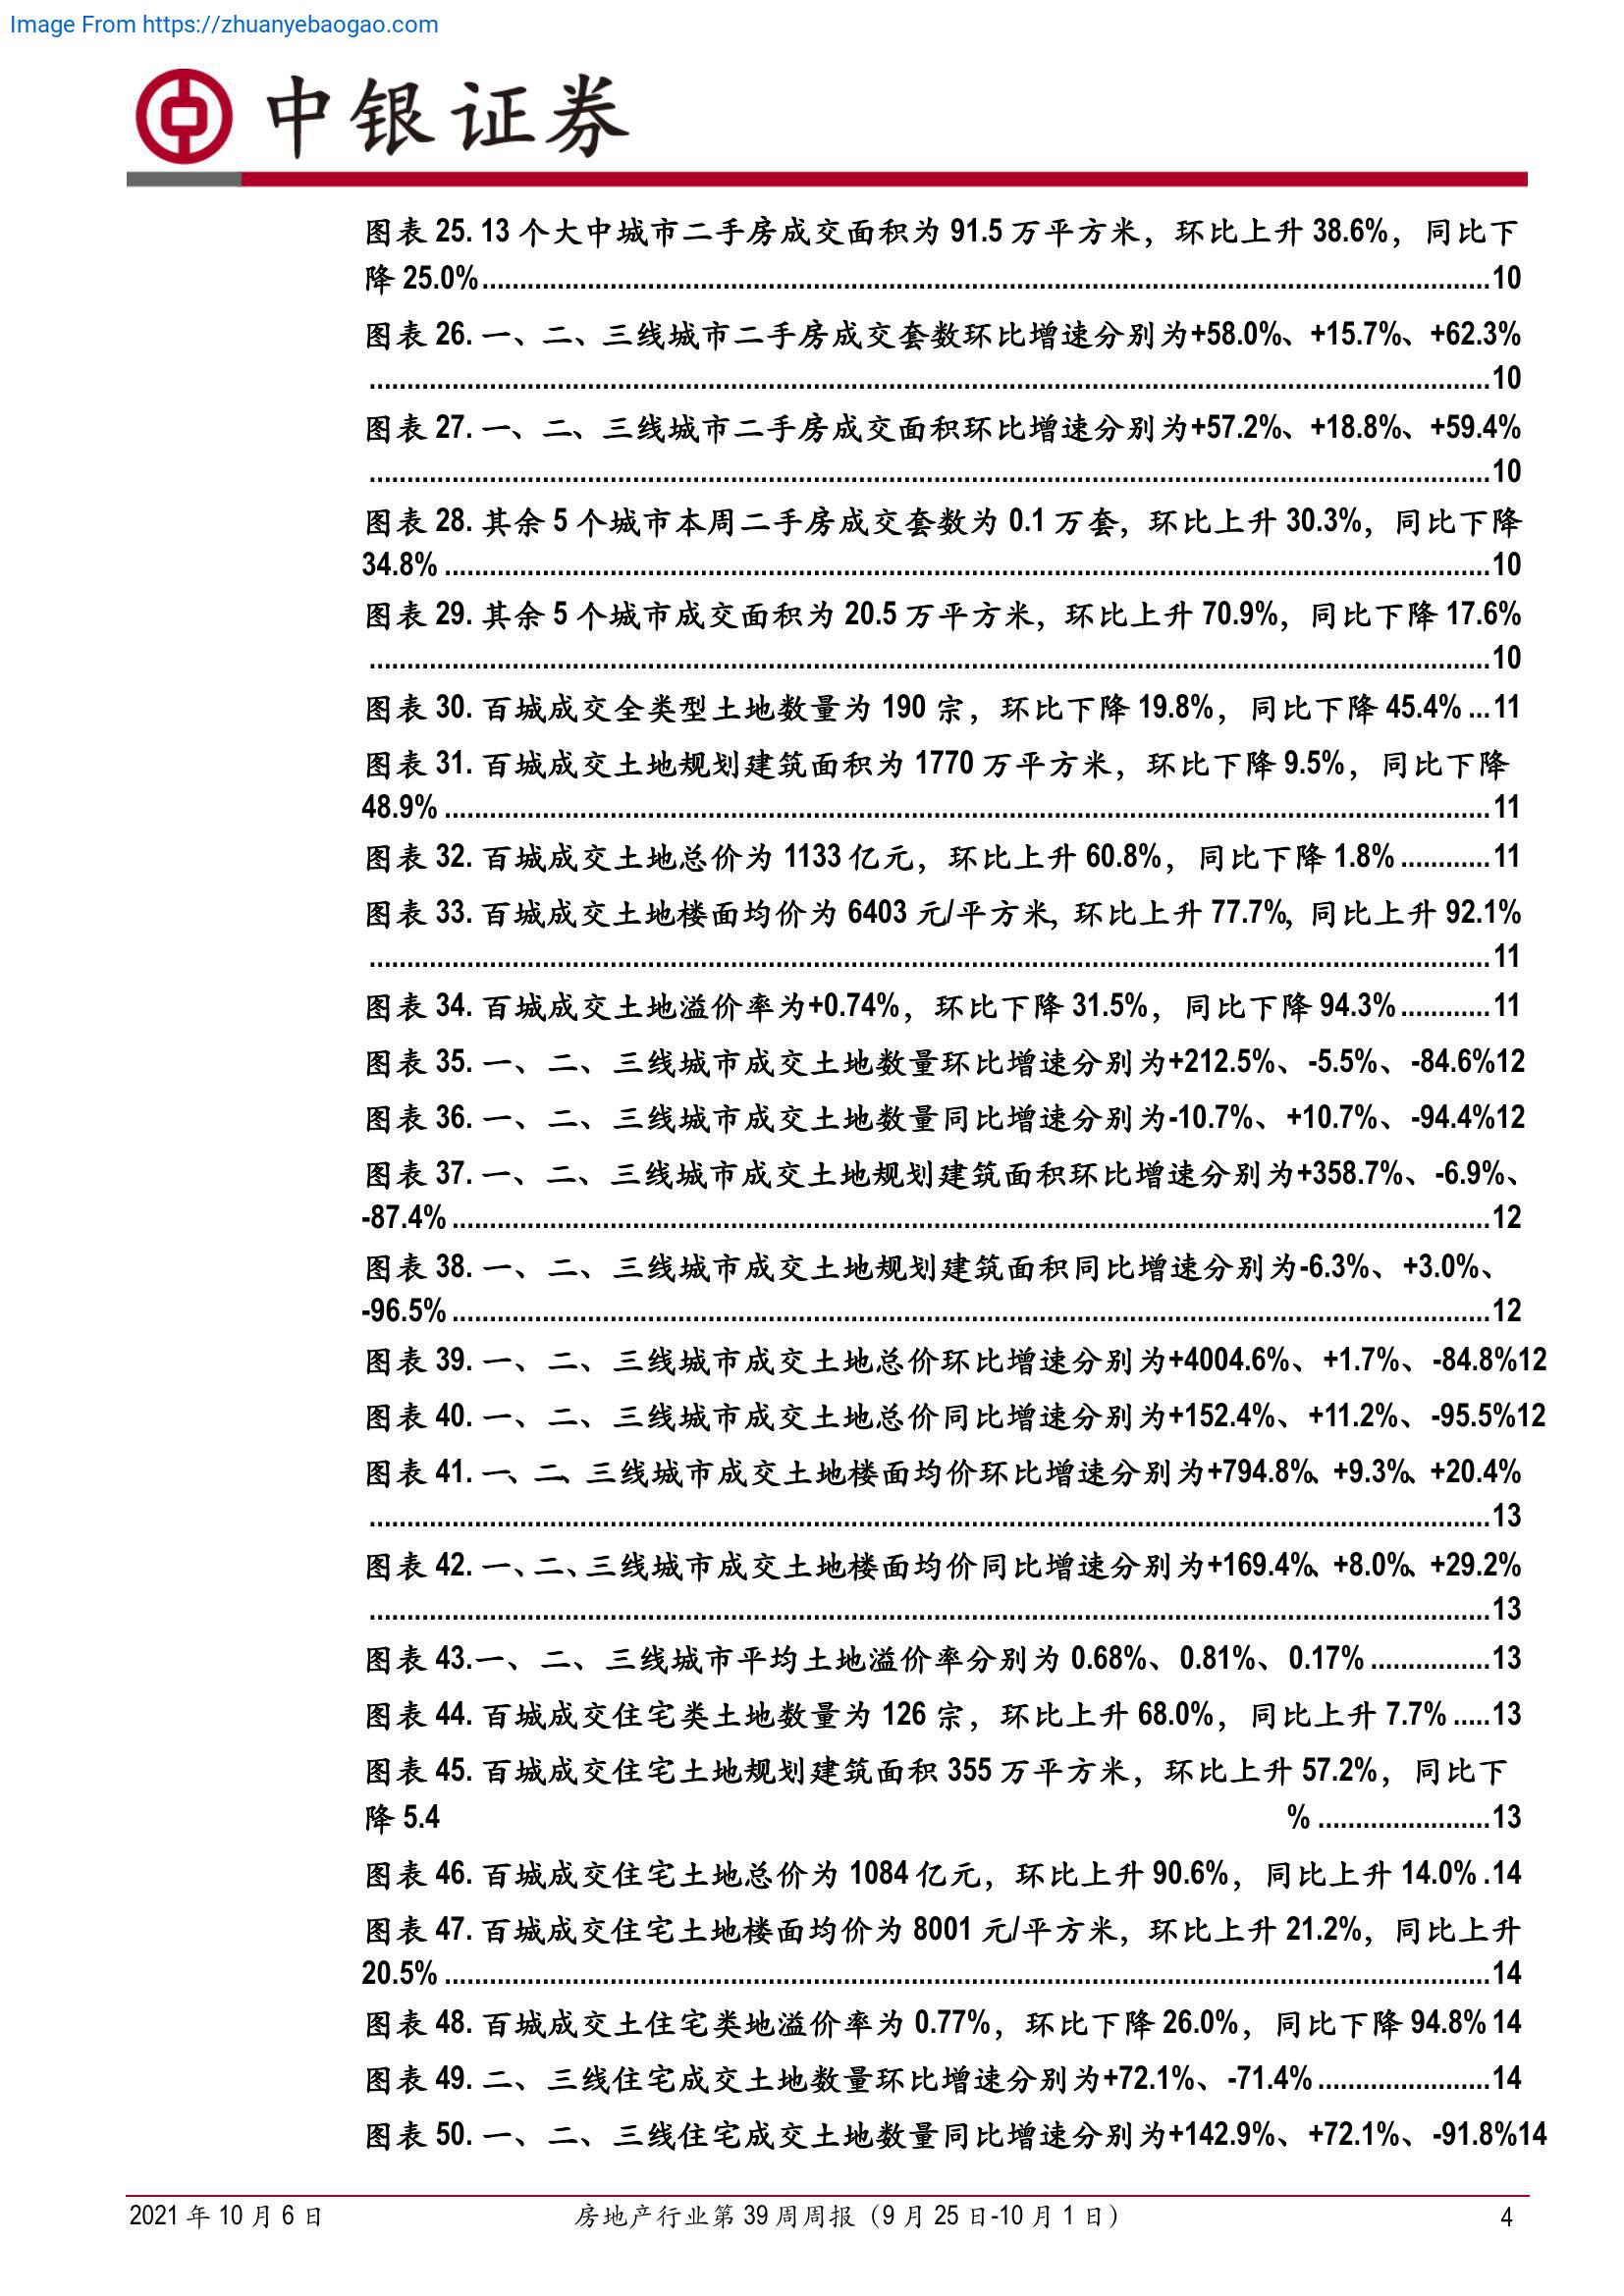 Image From https://zhuanyebaogao.com
中银证券
图表 25. 13 个大中城市二手房成交面积为 91.5 万平方米，环比上升 38.6%，同比下
降 25.0%..........10
图表 26. 一、二、三线城市二手房成交套数环比增速分别为+58.0%、+15.7%、+62.3%
..........10
图表 27. 一、二、三线城市二手房成交面积环比增速分别为+57.2%、+18.8%、+59.4%
..........10
图表 28. 其余 5 个城市本周二手房成交套数为 0.1 万套，环比上升 30.3%，同比下降
34.8% ..........10
图表 29. 其余 5 个城市成交面积为 20.5 万平方米，环比上升 70.9%，同比下降 17.6%
..........10
图表 30. 百城成交全类型土地数量为 190 宗，环比下降 19.8%，同比下降 45.4% ...11
图表 31. 百城成交土地规划建筑面积为 1770 万平方米，环比下降 9.5%，同比下降
48.9% ..........11
图表 32. 百城成交土地总价为 1133 亿元，环比上升 60.8%，同比下降 1.8% ............11
图表 33. 百城成交土地楼面均价为 6403 元/平方米，环比上升 77.7%，同比上升 92.1%
..........11
图表 34. 百城成交土地溢价率为+0.74%，环比下降 31.5%，同比下降 94.3% ............11
图表 35. 一、二、三线城市成交土地数量环比增速分别为+212.5%、-5.5%、-84.6%12
图表 36. 一、二、三线城市成交土地数量同比增速分别为-10.7%、+10.7%、-94.4%12
图表 37. 一、二、三线城市成交土地规划建筑面积环比增速分别为+358.7%、-6.9%、
-87.4% ..........12
图表 38. 一、二、三线城市成交土地规划建筑面积同比增速分别为-6.3%、+3.0%、
-96.5% ..........12
图表 39. 一、二、三线城市成交土地总价环比增速分别为+4004.6%、+1.7%、-84.8%12
图表 40. 一、二、三线城市成交土地总价同比增速分别为+152.4%、+11.2%、-95.5%12
图表 41. 一、二、三线城市成交土地楼面均价环比增速分别为+794.8%、+9.3%、+20.4%
..........13
图表 42. 一、二、三线城市成交土地楼面均价同比增速分别为+169.4%、+8.0%、+29.2%
..........13
图表 43.一、二、三线城市平均土地溢价率分别为 0.68%、0.81%、0.17% ................13
图表 44. 百城成交住宅类土地数量为 126 宗，环比上升 68.0%，同比上升 7.7% .....13
图表 45. 百城成交住宅土地规划建筑面积 355 万平方米，环比上升 57.2%，同比下
降 5.4 % .......................13
图表 46. 百城成交住宅土地总价为 1084 亿元，环比上升 90.6%，同比上升 14.0% .14
图表 47. 百城成交住宅土地楼面均价为 8001 元/平方米，环比上升 21.2%，同比上升
20.5% ..........14
图表 48. 百城成交土住宅类地溢价率为 0.77%，环比下降 26.0%，同比下降 94.8% 14
图表 49. 二、三线住宅成交土地数量环比增速分别为+72.1%、-71.4% .......................14
图表 50. 一、二、三线住宅成交土地数量同比增速分别为+142.9%、+72.1%、-91.8%14
2021 年 10 月 6 日 房地产行业第 39 周周报（9 月 25 日-10 月 1 日） 4